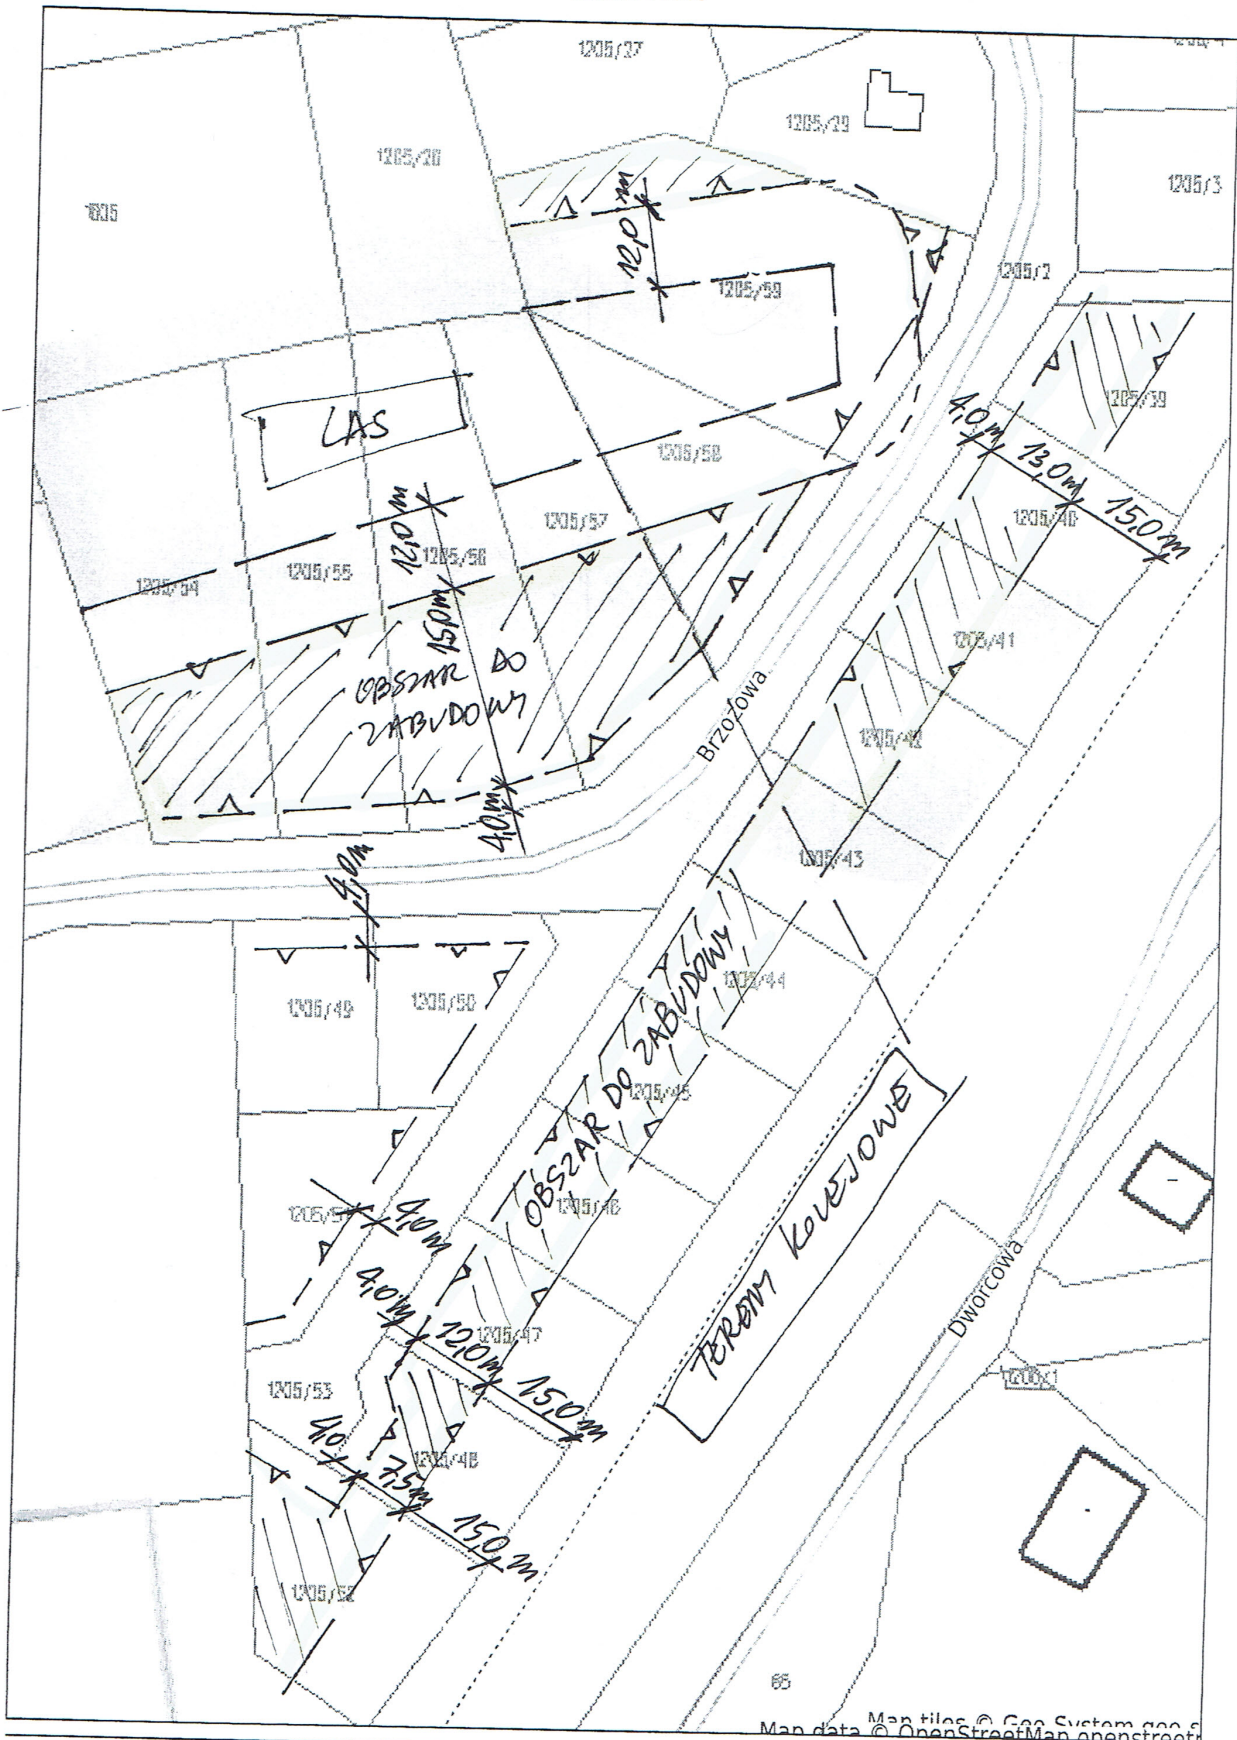 1205/27
1205/29
1205/3
1205/28
1605
12,0 m
1205/59
1205/2
1205/39
LAS
4,0 m
13,0 m
15,0 m
1205/40
1205/58
12,0 m
1205/57
1205/56
1205/55
1205/54
15,0 m
OBSZAR DO
ZABUDOWY
1205/41
1205/42
Brzozowa
4,0 m
1205/43
4,0 m
OBSZAR DO ZABUDOWY
1205/44
1205/49
1205/50
1205/45
TERENY KOLEJOWE
1205/51
4,0 m
1205/46
4,0 m
12,0 m
15,0 m
1205/47
Dworcowa
1205/53
4,0
7,5 m
15,0 m
1205/48
1205/52
65
Map tiles © Geo System
Map data © OpenStreetMap